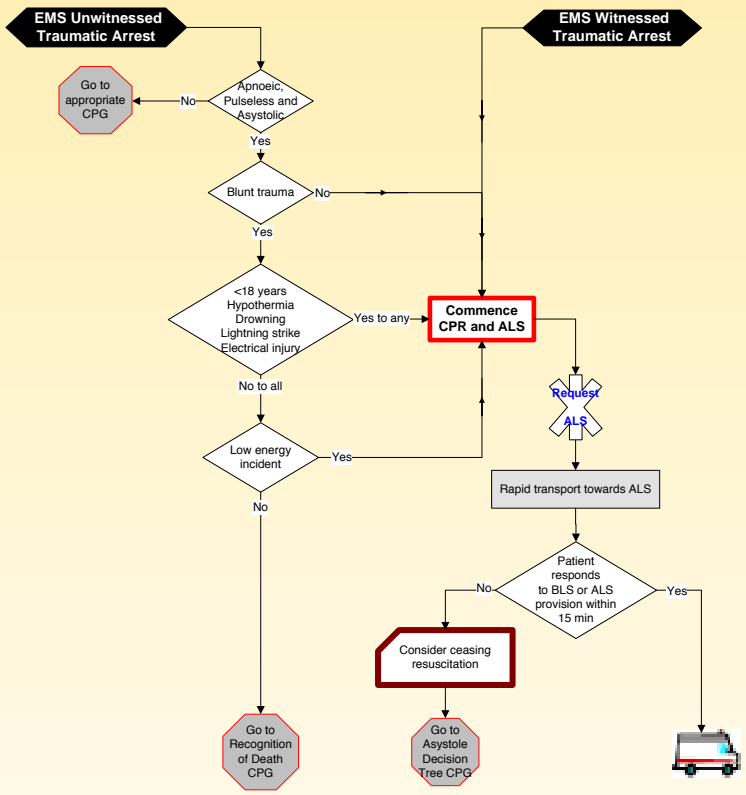 EMS Unwitnessed
Traumatic Arrest
EMS Witnessed
Traumatic Arrest
Go to
appropriate
CPG
No
Apnoeic,
Pulseless and
Asystolic
Yes
Blunt trauma
No
Yes
<18 years
Hypothermia
Drowning
Lightning strike
Electrical injury
Yes to any
Commence
CPR and ALS
No to all
Request
ALS
Low energy
incident
Yes
No
Rapid transport towards ALS
Patient
responds
to BLS or ALS
provision within
15 min
No
Yes
Consider ceasing
resuscitation
Go to
Recognition
of Death
CPG
Go to
Asystole
Decision
Tree CPG